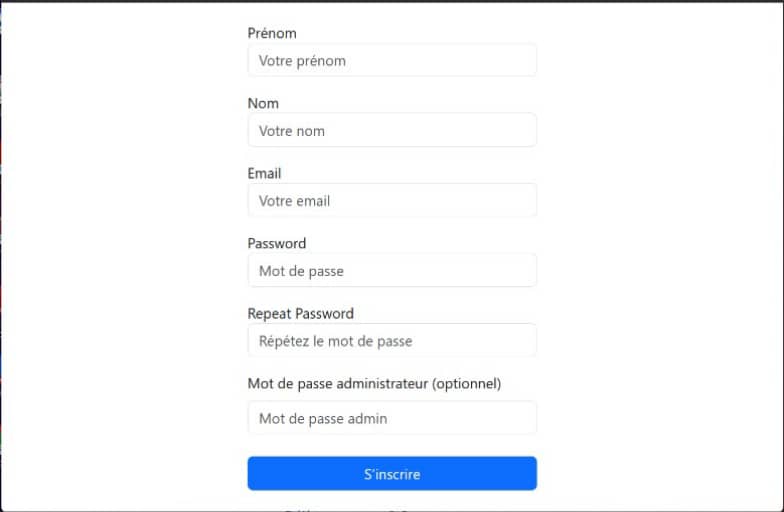 Prénom
Votre prénom
Nom
Votre nom
Email
Votre email
Password
Mot de passe
Repeat Password
Répétez le mot de passe
Mot de passe administrateur (optionnel)
Mot de passe admin
S'inscrire